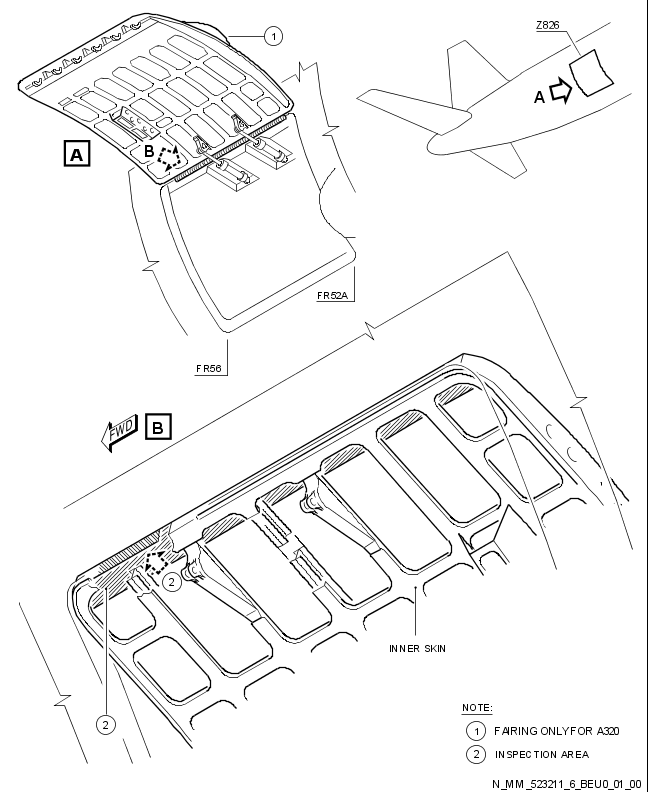 1
Z826
A
A
B
FR52A
FR56
FWD
B
2
INNER SKIN
2
NOTE:
1 FAIRING ONLY FOR A320
2 INSPECTION AREA
N_MM_523211_6_BEU0_01_00